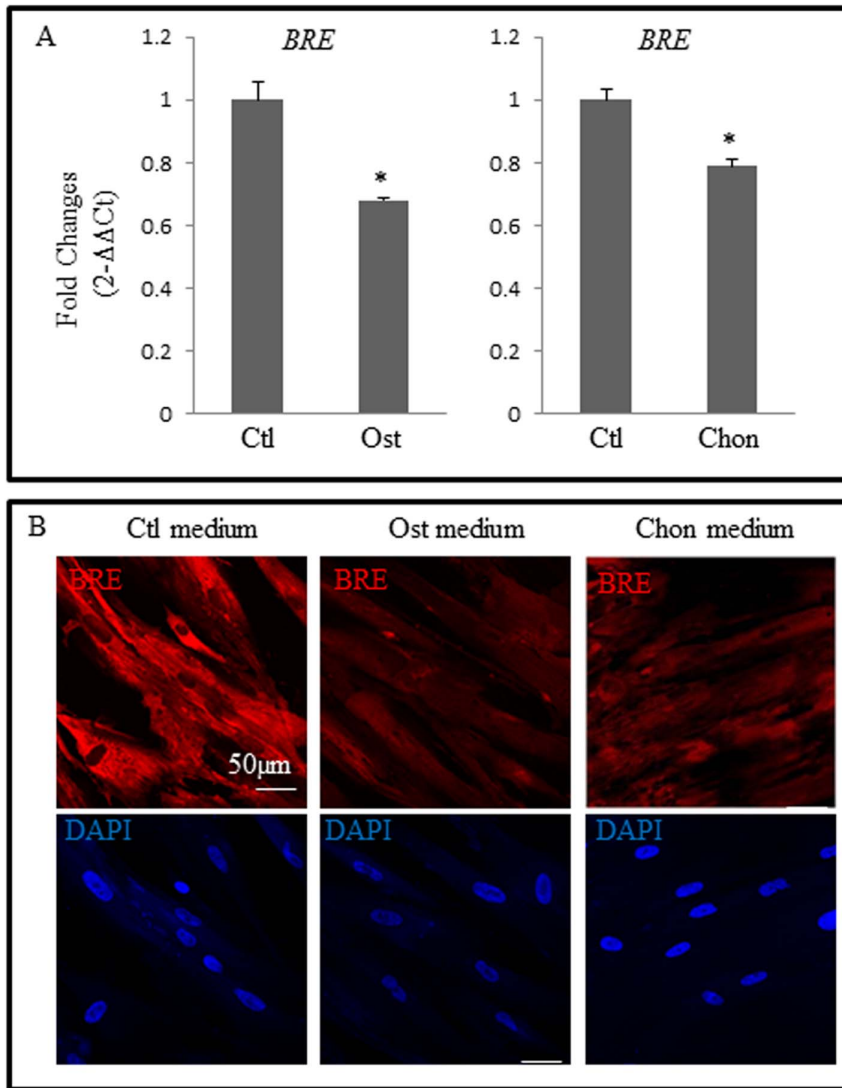 A
BRE
BRE
Fold Changes
(2-ΔΔCt)
1.2
1
0.8
0.6
0.4
0.2
0
Ctl
Ost
1.2
1
0.8
0.6
0.4
0.2
0
Ctl
Chon
*
*
B
Ctl medium
Ost medium
Chon medium
BRE
BRE
BRE
50µm
DAPI
DAPI
DAPI